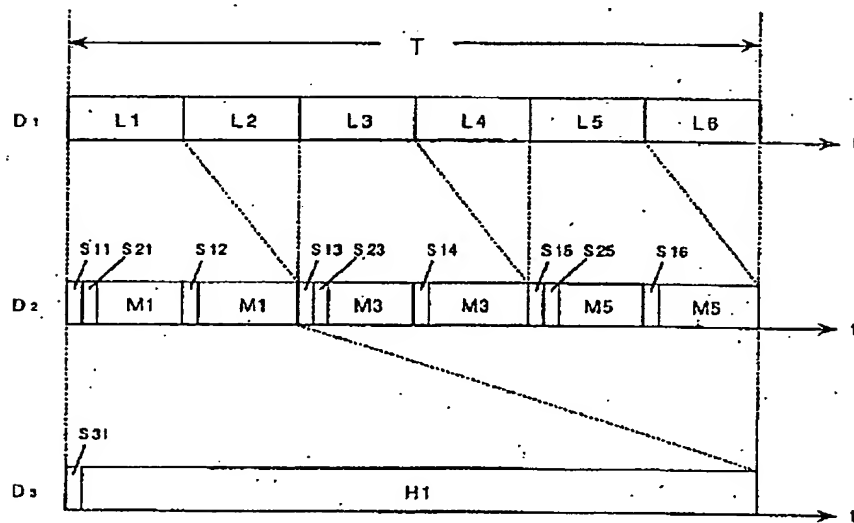 T
D1 L1 L2 L3 L4 L5 L6 t
S11 S21 S12 S13 S23 S14 S15 S25 S16
D2 M1 M1 M3 M3 M5 M5 t
S31
D3 H1 t